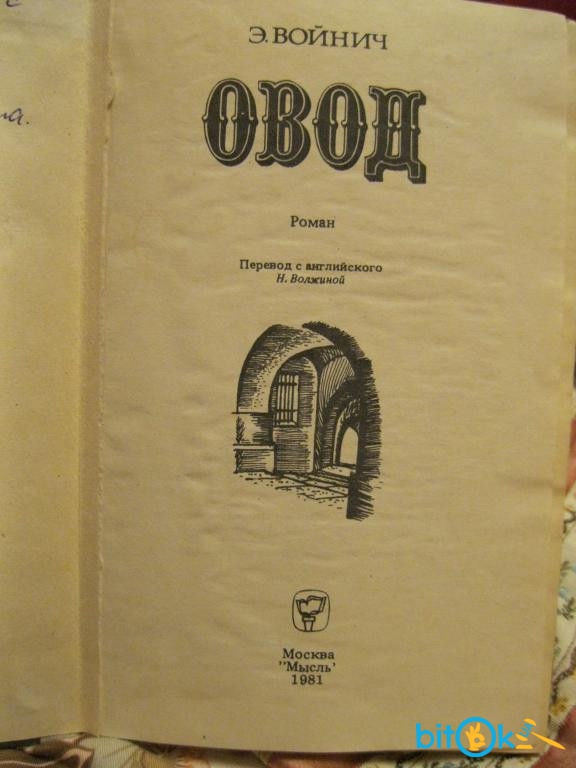 с
а.
Э. ВОЙНИЧ
ОВОД
Роман
Перевод с английского
Н. Волжиной
Москва
"Мысль'
1981
bitok